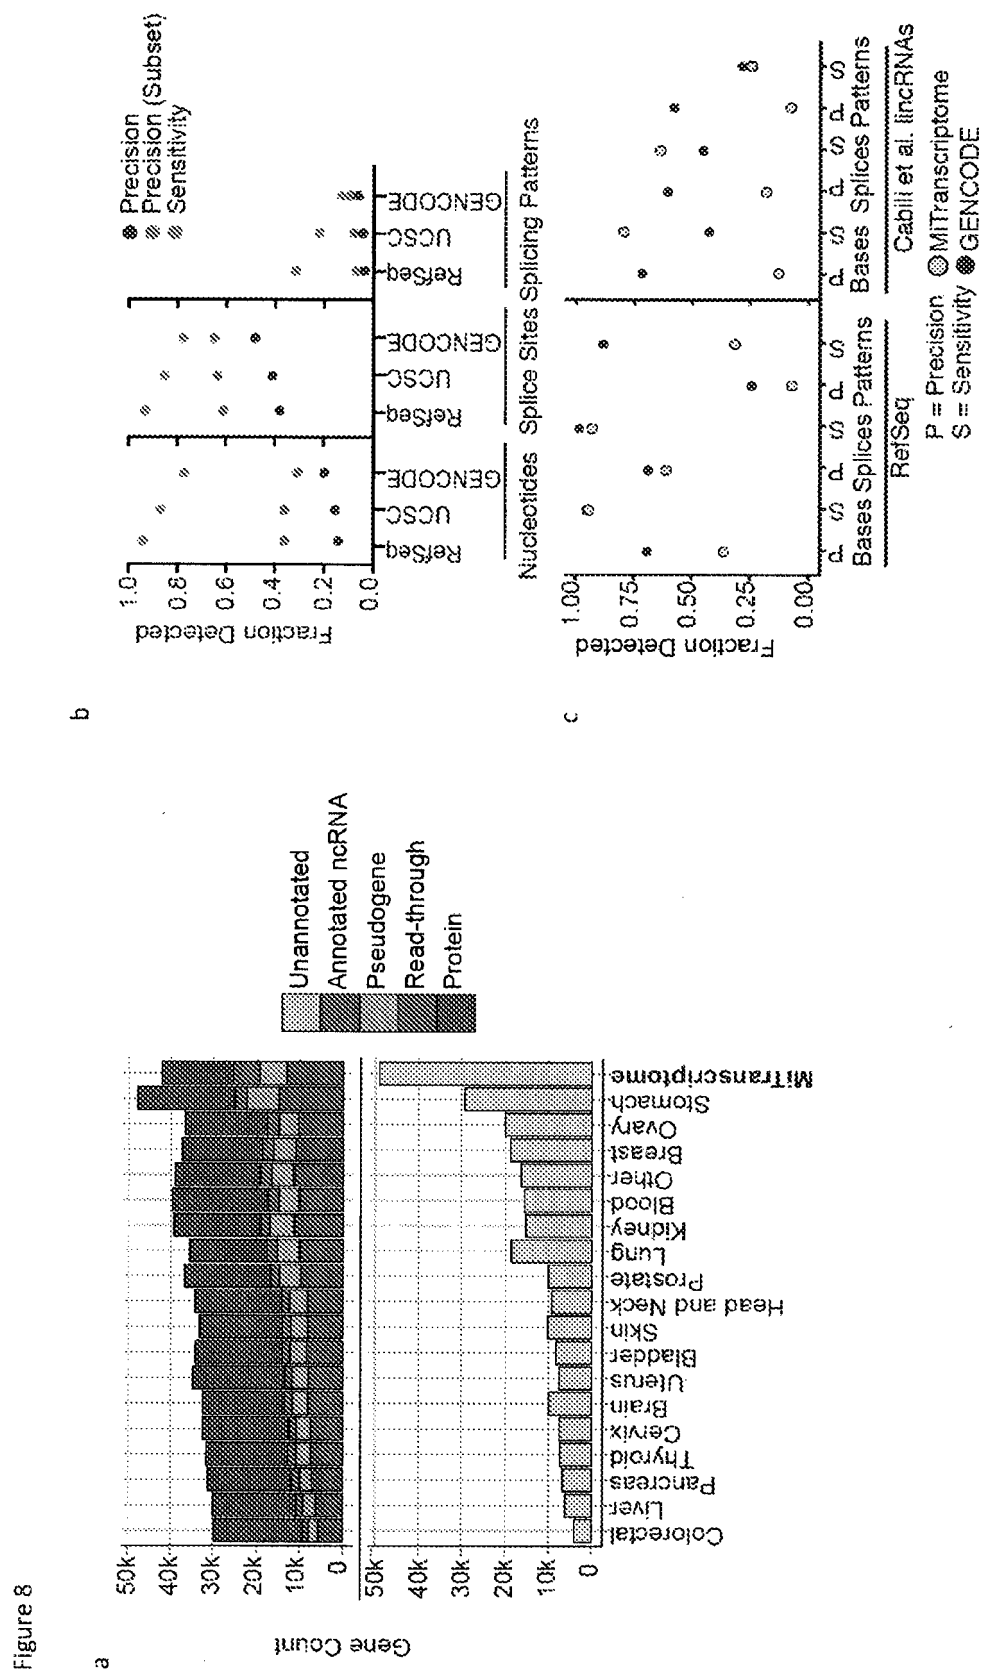 Figure 8
a
Gene Count
50k
40k
30k
20k
10k
0
50k
40k
30k
20k
10k
0
Colorectal
Liver
Pancreas
Thyroid
Cervix
Brain
Uterus
Bladder
Skin
Head and Neck
Prostate
Lung
Kidney
Blood
Other
Breast
Ovary
Stomach
MiTranscriptome
Unannotated
Annotated ncRNA
Pseudogene
Read-through
Protein
b
Fraction Detected
1.0
0.8
0.6
0.4
0.2
0.0
RefSeq
UCSC
GENCODE
RefSeq
UCSC
GENCODE
RefSeq
UCSC
GENCODE
Nucleotides Splice Sites Splicing Patterns
Precision
Precision (Subset)
Sensitivity
c
Fraction Detected
1.00
0.75
0.50
0.25
0.00
P S P S P S P S P S P S
Bases Splices Patterns Bases Splices Patterns
RefSeq Cabili et al. lincRNAs
P = Precision MiTranscriptome
S = Sensitivity GENCODE